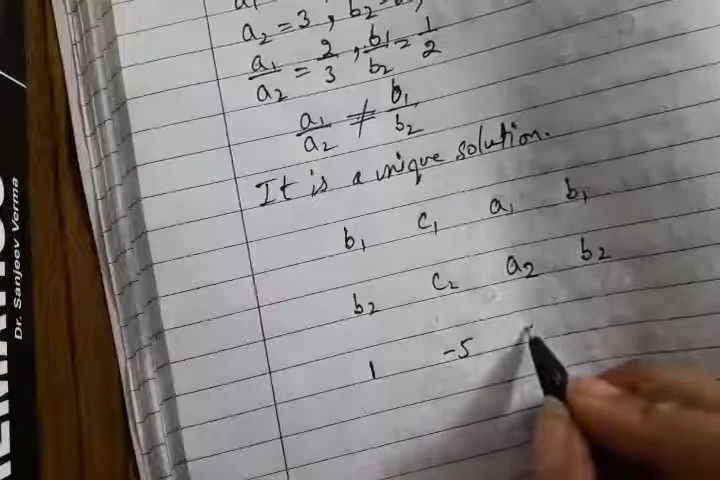 a₂ = 3 , b₂ =
a₁/a₂ = 2/3 , b₁/b₂ = 1/2
a₁/a₂ ≠ b₁/b₂
It is a unique solution.
b₁ c₁ a₁ b₁
b₂ c₂ a₂ b₂
1 -5
Dr. Sanjeev Verma